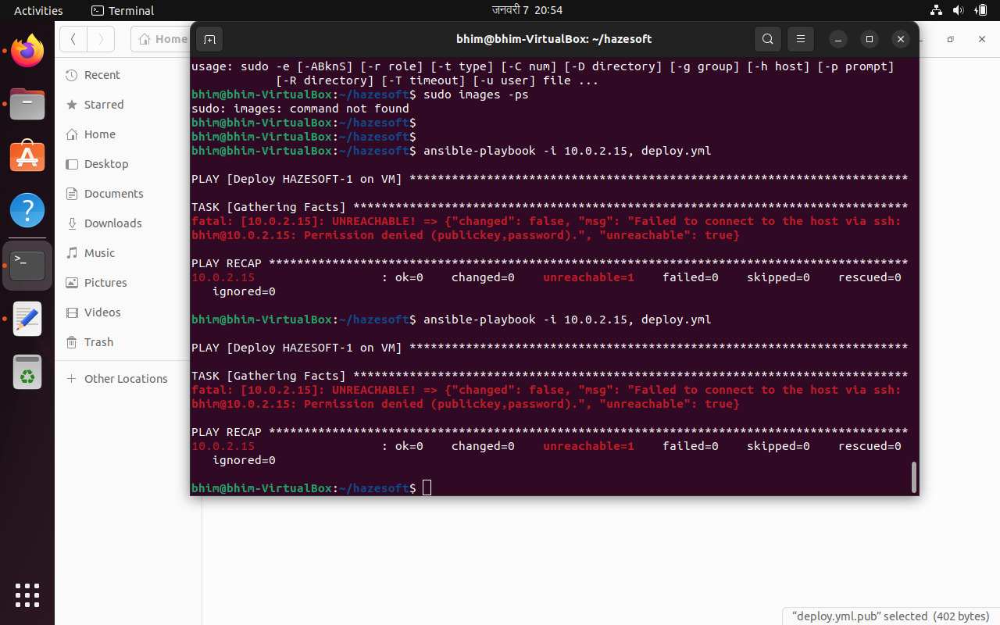 Activities
Terminal
जनवरी 7 20:54
Home
Recent
Starred
Home
Desktop
Documents
Downloads
Music
Pictures
Videos
Trash
Other Locations
bhim@bhim-VirtualBox: ~/hazesoft
usage: sudo -e [-ABknS] [-r role] [-t type] [-C num] [-D directory] [-g group] [-h host] [-p prompt]
[-R directory] [-T timeout] [-u user] file ...
bhim@bhim-VirtualBox:~/hazesoft$ sudo images -ps
sudo: images: command not found
bhim@bhim-VirtualBox:~/hazesoft$
bhim@bhim-VirtualBox:~/hazesoft$
bhim@bhim-VirtualBox:~/hazesoft$ ansible-playbook -i 10.0.2.15, deploy.yml
PLAY [Deploy HAZESOFT-1 on VM] ***********************************************************************
TASK [Gathering Facts] *******************************************************************************
fatal: [10.0.2.15]: UNREACHABLE! => {"changed": false, "msg": "Failed to connect to the host via ssh:
bhim@10.0.2.15: Permission denied (publickey,password).", "unreachable": true}
PLAY RECAP *******************************************************************************************
10.0.2.15 : ok=0 changed=0 unreachable=1 failed=0 skipped=0 rescued=0
ignored=0
bhim@bhim-VirtualBox:~/hazesoft$ ansible-playbook -i 10.0.2.15, deploy.yml
PLAY [Deploy HAZESOFT-1 on VM] ***********************************************************************
TASK [Gathering Facts] *******************************************************************************
fatal: [10.0.2.15]: UNREACHABLE! => {"changed": false, "msg": "Failed to connect to the host via ssh:
bhim@10.0.2.15: Permission denied (publickey,password).", "unreachable": true}
PLAY RECAP *******************************************************************************************
10.0.2.15 : ok=0 changed=0 unreachable=1 failed=0 skipped=0 rescued=0
ignored=0
bhim@bhim-VirtualBox:~/hazesoft$
“deploy.yml.pub” selected (402 bytes)